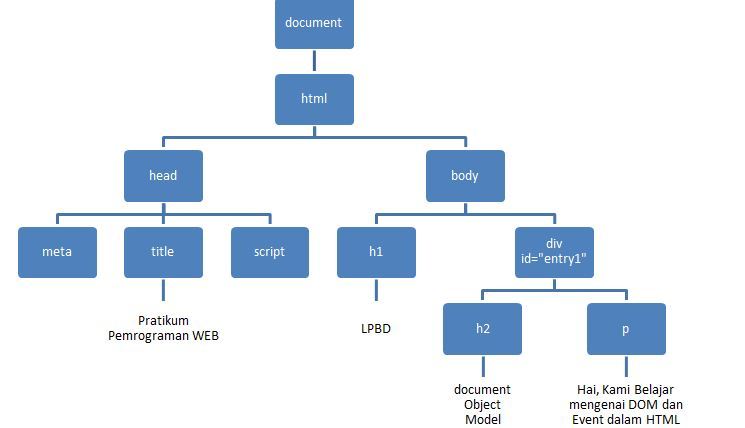 document
html
head
body
meta
title
script
h1
div
id="entry1"
Pratikum
Pemrograman WEB
LPBD
h2
p
document
Object
Model
Hai, Kami Belajar
mengenai DOM dan
Event dalam HTML